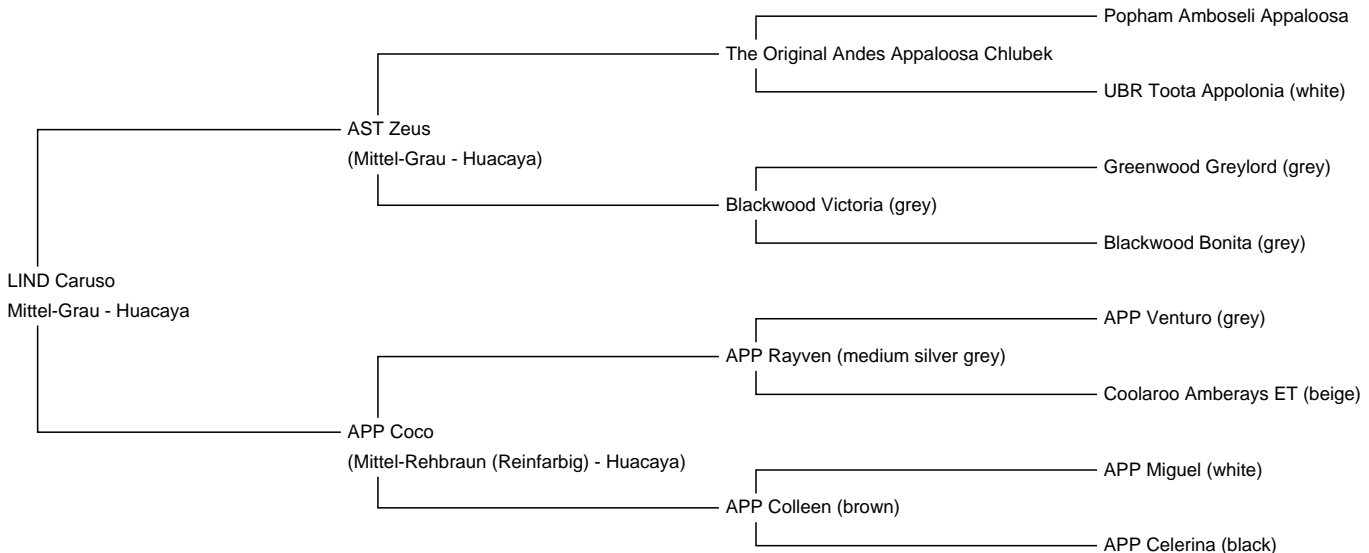 Popham Amboseli Appaloosa
The Original Andes Appaloosa Chlubek
UBR Toota Appolonia (white)
AST Zeus
(Mittel-Grau - Huacaya)
Greenwood Greylord (grey)
Blackwood Victoria (grey)
Blackwood Bonita (grey)
LIND Caruso
Mittel-Grau - Huacaya
APP Venturo (grey)
APP Rayven (medium silver grey)
Coolaroo Amberays ET (beige)
APP Coco
(Mittel-Rehbraun (Reinfarbig) - Huacaya)
APP Miguel (white)
APP Colleen (brown)
APP Celerina (black)